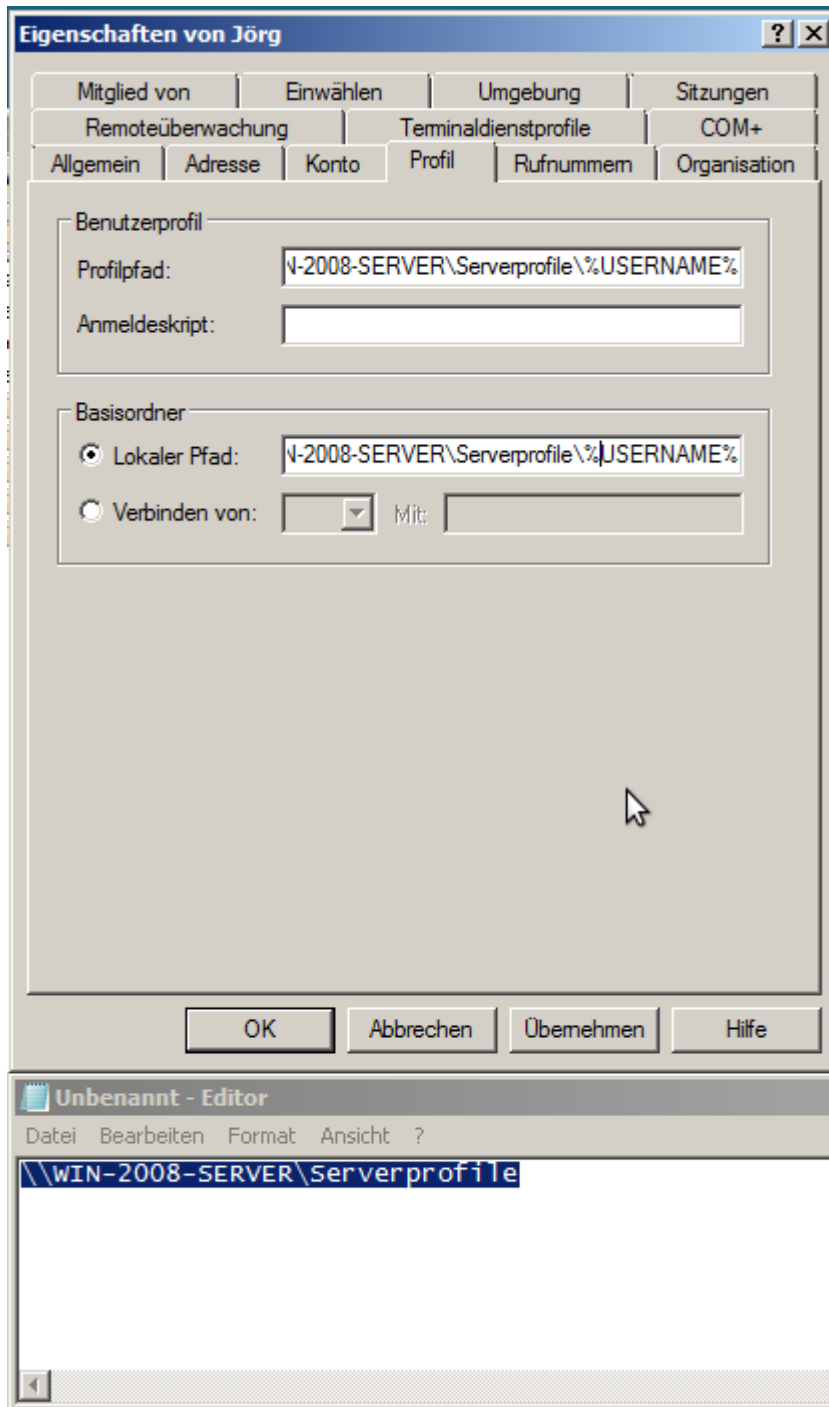 Eigenschaften von Jörg
Mitglied von Einwählen Umgebung Sitzungen
Remoteüberwachung Terminaldienstprofile COM+
Allgemein Adresse Konto Profil Rufnummern Organisation
Benutzerprofil
Profilpfad: -2008-SERVER\Serverprofile\%USERNAME%
Anmeldeskript:
Basisordner
Lokaler Pfad: -2008-SERVER\Serverprofile\%USERNAME%
Verbinden von: Mit:
OK Abbrechen Übernehmen Hilfe
Unbenannt - Editor
Datei Bearbeiten Format Ansicht ?
\\WIN-2008-SERVER\Serverprofile